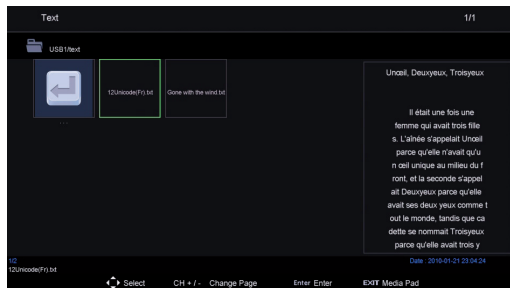 Text
1/1
USB1/text
12Unicode(Fr).txt
Gone with the wind.txt
...
Unœil, Deuxyeux, Troisyeux
Il était une fois une
femme qui avait trois fille
s. L'aînée s'appelait Unœil
parce qu'elle n'avait qu'u
n œil unique au milieu du f
ront, et la seconde s'appel
ait Deuxyeux parce qu'elle
avait ses deux yeux comme t
out le monde, tandis que ca
dette se nommait Troisyeux
parce qu'elle avait trois y
1/2
Date : 2010-01-21 23:04:24
12Unicode(Fr).txt
Select CH + / - Change Page Enter Enter EXIT Media Pad